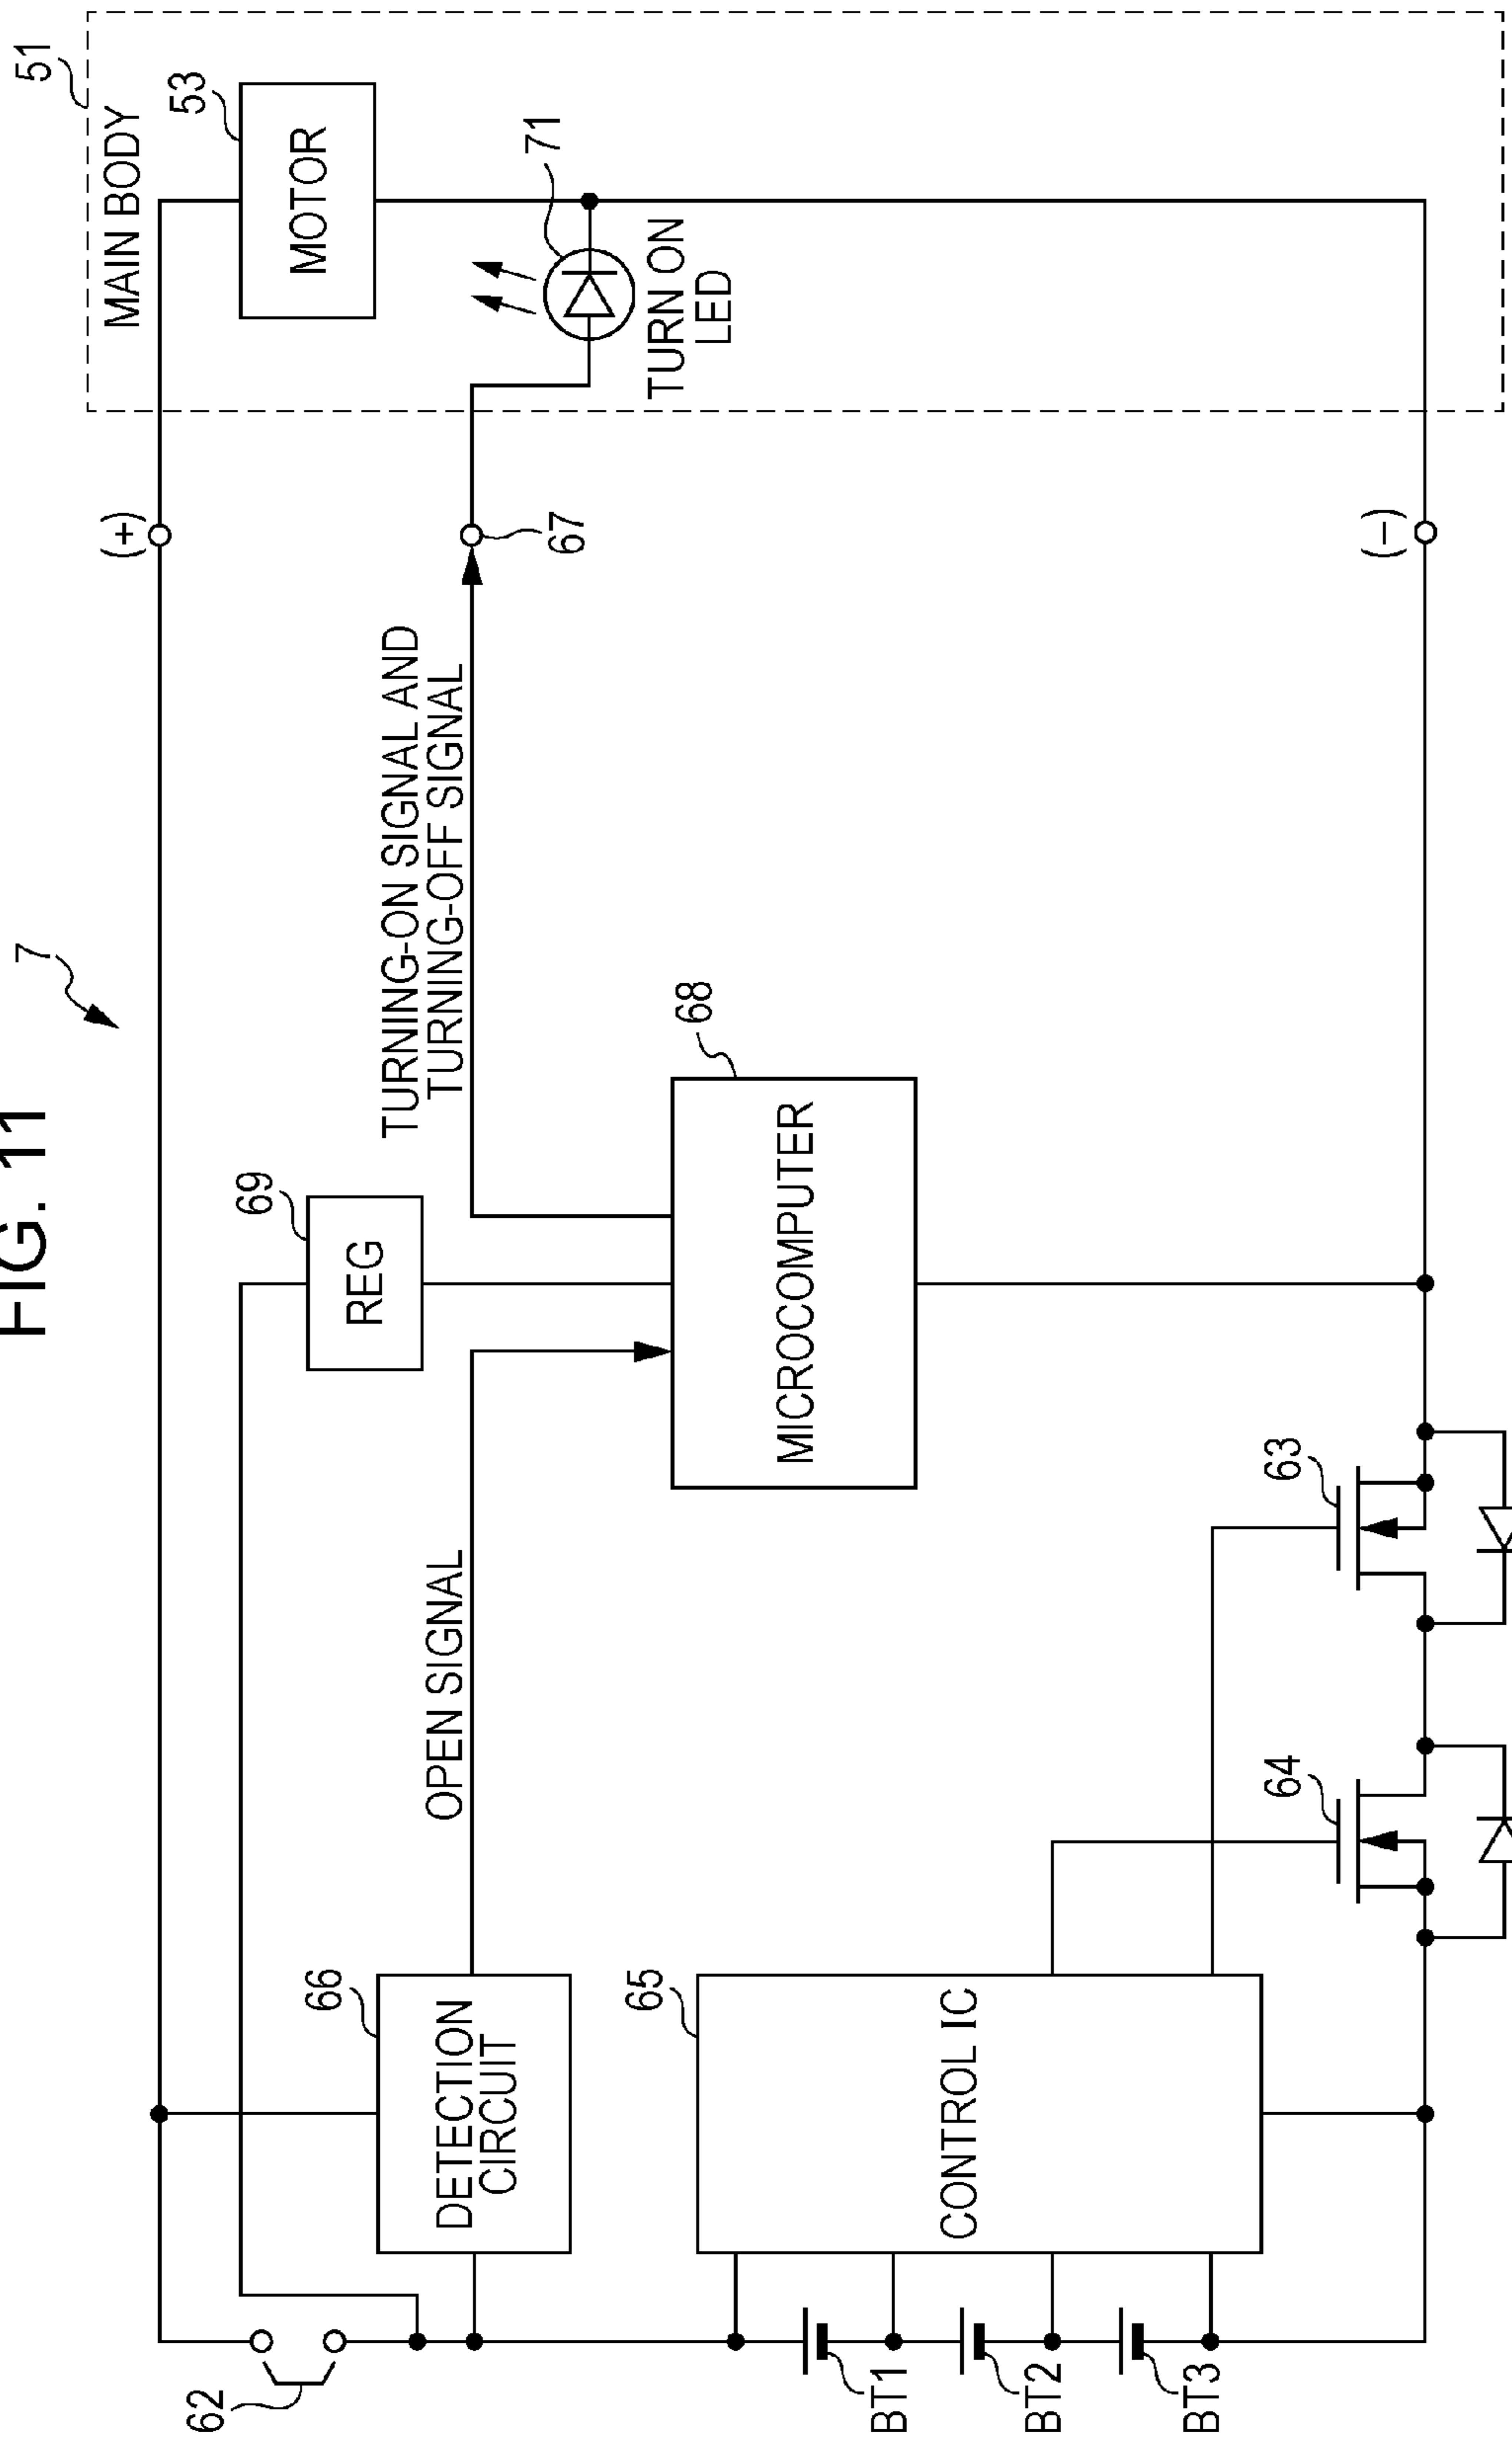 FIG. 11
7
51
MAIN BODY
53
MOTOR
71
TURN ON
LED
(+)
67
(−)
TURNING-ON SIGNAL AND
TURNING-OFF SIGNAL
69
REG
68
MICROCOMPUTER
OPEN SIGNAL
63
64
66
DETECTION
CIRCUIT
65
CONTROL IC
62
BT1
BT2
BT3